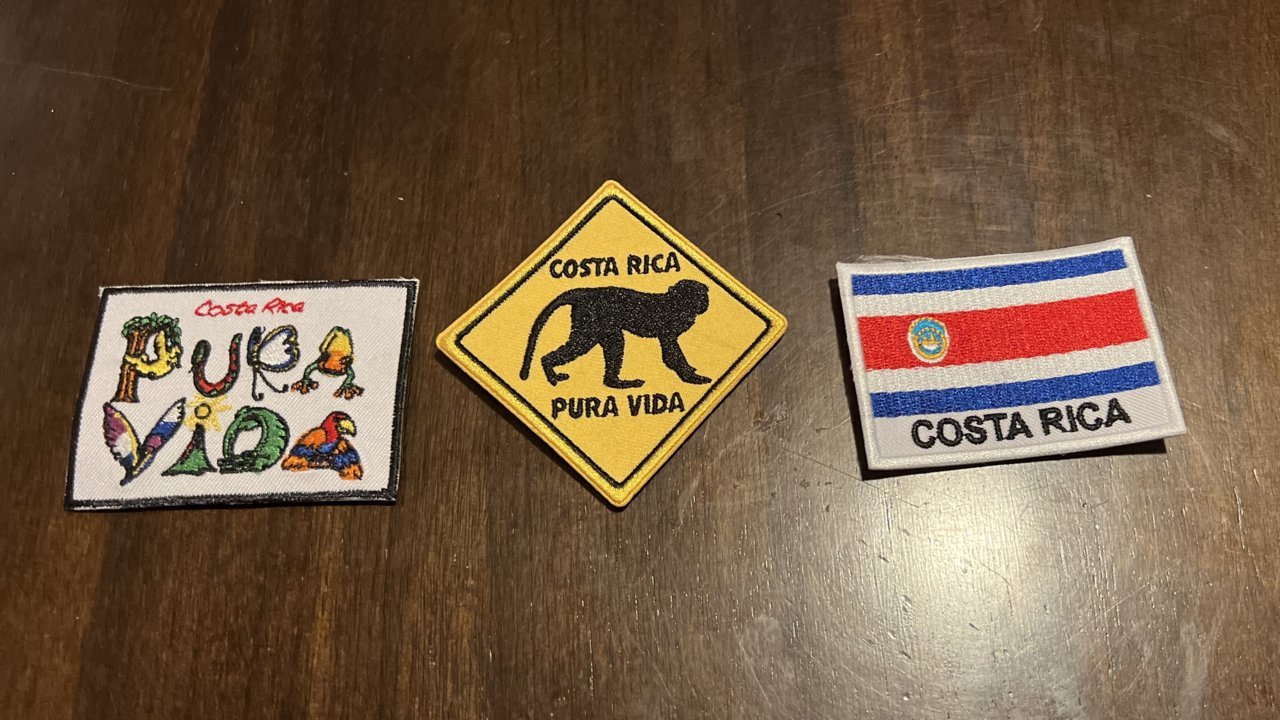 Costa Rica
PURA
ViDA
COSTA RICA
PURA VIDA
COSTA RICA